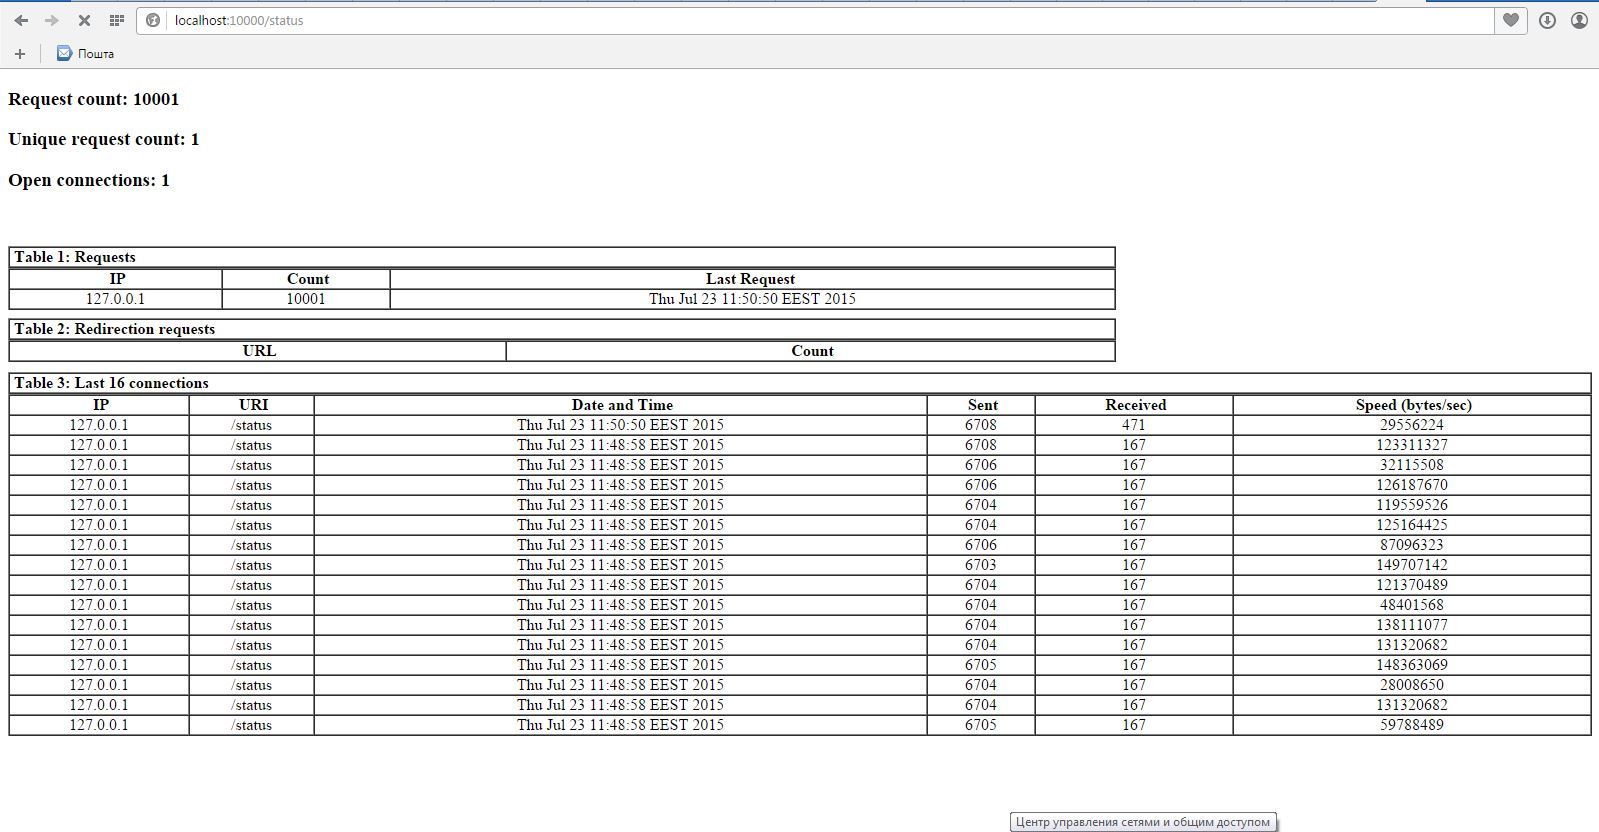 localhost:10000/status
Пошта
Request count: 10001
Unique request count: 1
Open connections: 1
Table 1: Requests
IP Count Last Request
127.0.0.1 10001 Thu Jul 23 11:50:50 EEST 2015
Table 2: Redirection requests
URL Count
Table 3: Last 16 connections
IP URI Date and Time Sent Received Speed (bytes/sec)
127.0.0.1 /status Thu Jul 23 11:50:50 EEST 2015 6708 471 29556224
127.0.0.1 /status Thu Jul 23 11:48:58 EEST 2015 6708 167 123311327
127.0.0.1 /status Thu Jul 23 11:48:58 EEST 2015 6706 167 32115508
127.0.0.1 /status Thu Jul 23 11:48:58 EEST 2015 6706 167 126187670
127.0.0.1 /status Thu Jul 23 11:48:58 EEST 2015 6704 167 119559526
127.0.0.1 /status Thu Jul 23 11:48:58 EEST 2015 6704 167 125164425
127.0.0.1 /status Thu Jul 23 11:48:58 EEST 2015 6706 167 87096323
127.0.0.1 /status Thu Jul 23 11:48:58 EEST 2015 6703 167 149707142
127.0.0.1 /status Thu Jul 23 11:48:58 EEST 2015 6704 167 121370489
127.0.0.1 /status Thu Jul 23 11:48:58 EEST 2015 6704 167 48401568
127.0.0.1 /status Thu Jul 23 11:48:58 EEST 2015 6704 167 138111077
127.0.0.1 /status Thu Jul 23 11:48:58 EEST 2015 6704 167 131320682
127.0.0.1 /status Thu Jul 23 11:48:58 EEST 2015 6705 167 148363069
127.0.0.1 /status Thu Jul 23 11:48:58 EEST 2015 6704 167 28008650
127.0.0.1 /status Thu Jul 23 11:48:58 EEST 2015 6704 167 131320682
127.0.0.1 /status Thu Jul 23 11:48:58 EEST 2015 6705 167 59788489
Центр управления сетями и общим доступом